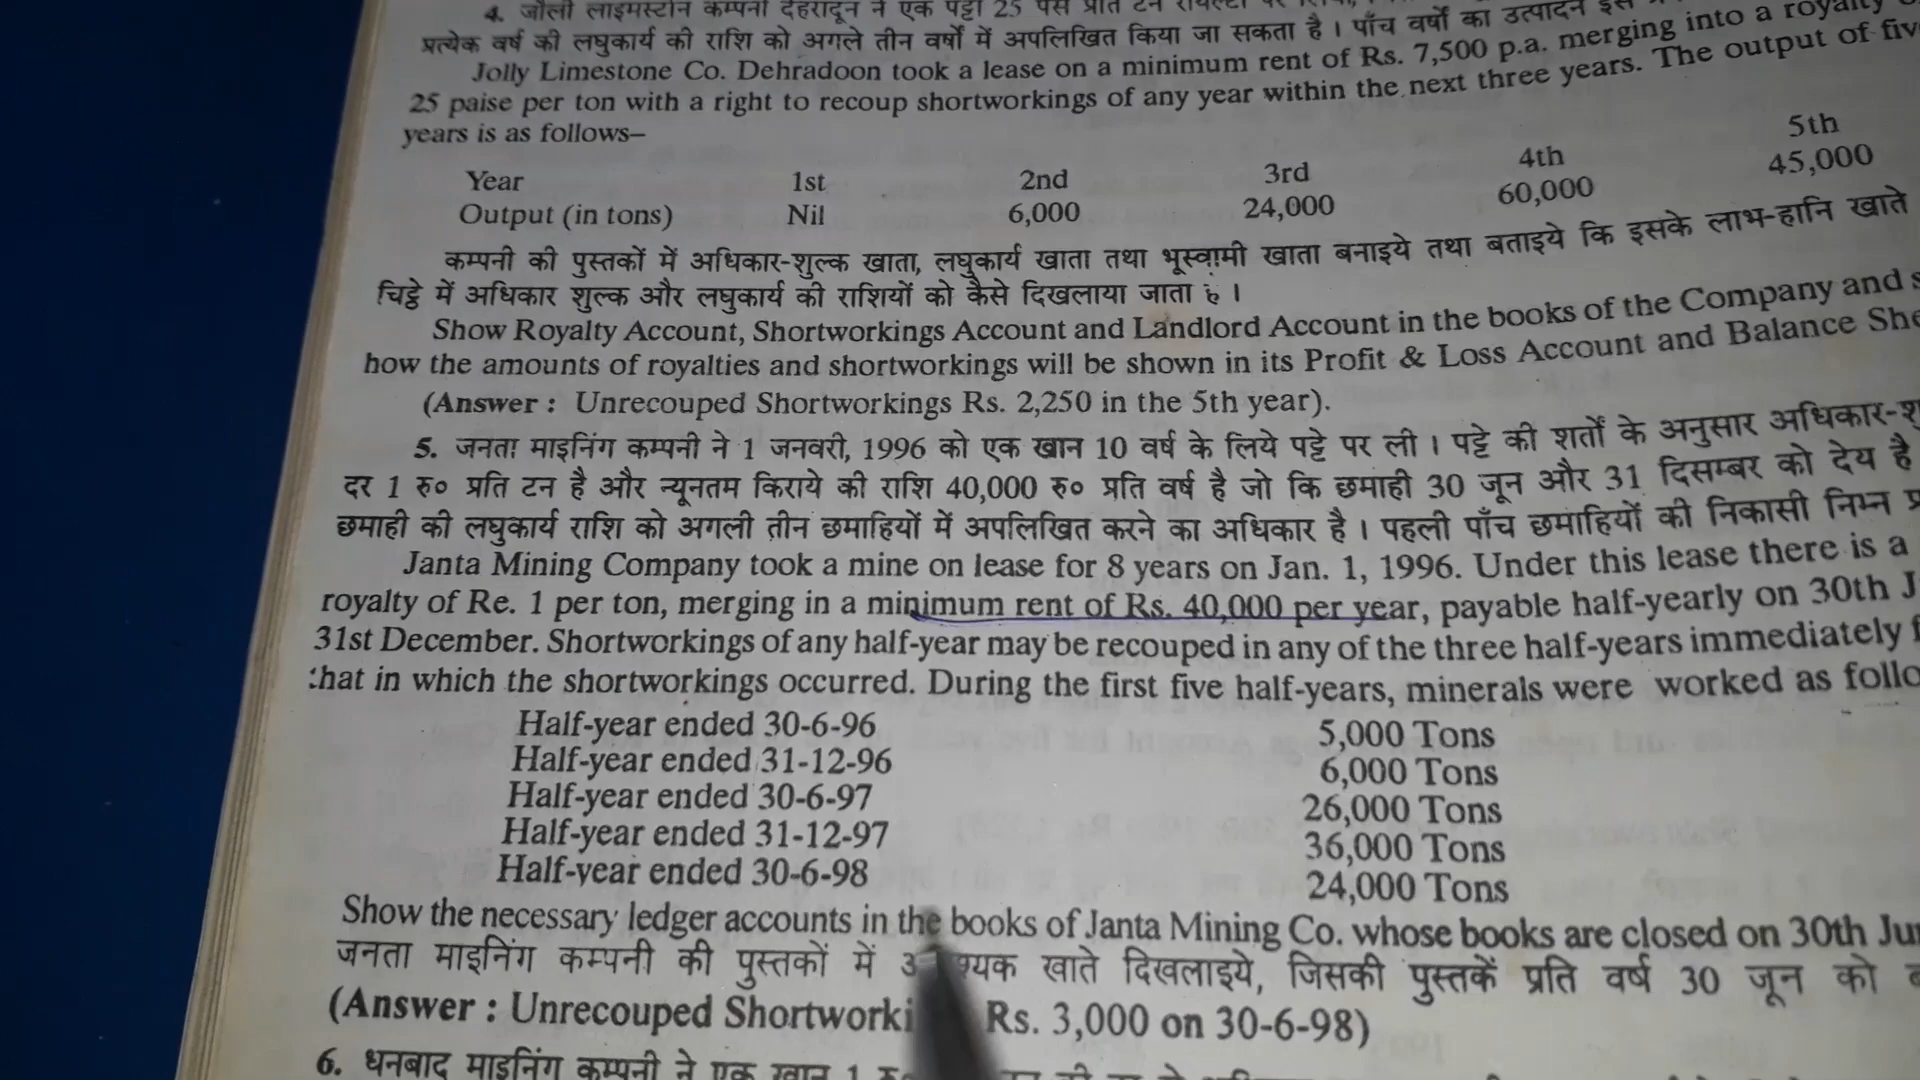 4. जौली लाइमस्टोन कम्पनी देहरादून ने एक पट्टा 25 पैसे प्रति टन
प्रत्येक वर्ष की लघुकार्य की राशि को अगले तीन वर्षों में अपलिखित किया जा सकता है । पाँच वर्षों का उत्पादन इस
Jolly Limestone Co. Dehradoon took a lease on a minimum rent of Rs. 7,500 p.a. merging into a royalty
25 paise per ton with a right to recoup shortworkings of any year within the next three years. The output of
years is as follows–
Year 1st 2nd 3rd 4th 5th
Output (in tons) Nil 6,000 24,000 60,000 45,000
कम्पनी की पुस्तकों में अधिकार-शुल्क खाता, लघुकार्य खाता तथा भूस्वामी खाता बनाइये तथा बताइये कि इसके लाभ-हानि खाते
चिट्ठे में अधिकार शुल्क और लघुकार्य की राशियों को कैसे दिखलाया जाता है ।
Show Royalty Account, Shortworkings Account and Landlord Account in the books of the Company and
how the amounts of royalties and shortworkings will be shown in its Profit & Loss Account and Balance
(Answer : Unrecouped Shortworkings Rs. 2,250 in the 5th year).
5. जनता माइनिंग कम्पनी ने 1 जनवरी, 1996 को एक खान 10 वर्ष के लिये पट्टे पर ली । पट्टे की शर्तों के अनुसार
दर 1 रु० प्रति टन है और न्यूनतम किराये की राशि 40,000 रु० प्रति वर्ष है जो कि छमाही 30 जून और 31 दिसम्बर को देय है
छमाही की लघुकार्य राशि को अगली तीन छमाहियों में अपलिखित करने का अधिकार है । पहली पाँच छमाहियों की निकासी निम्न
Janta Mining Company took a mine on lease for 8 years on Jan. 1, 1996. Under this lease there is a
royalty of Re. 1 per ton, merging in a minimum rent of Rs. 40,000 per year, payable half-yearly on 30th
31st December. Shortworkings of any half-year may be recouped in any of the three half-years immediately
that in which the shortworkings occurred. During the first five half-years, minerals were worked as
Half-year ended 30-6-96 5,000 Tons
Half-year ended 31-12-96 6,000 Tons
Half-year ended 30-6-97 26,000 Tons
Half-year ended 31-12-97 36,000 Tons
Half-year ended 30-6-98 24,000 Tons
Show the necessary ledger accounts in the books of Janta Mining Co. whose books are closed on 30th
जनता माइनिंग कम्पनी की पुस्तकों में खाते दिखलाइये, जिसकी पुस्तकें प्रति वर्ष 30 जून को
(Answer : Unrecouped Rs. 3,000 on 30-6-98)
6. धनबाद माइनिंग कम्पनी ने एक खान 1